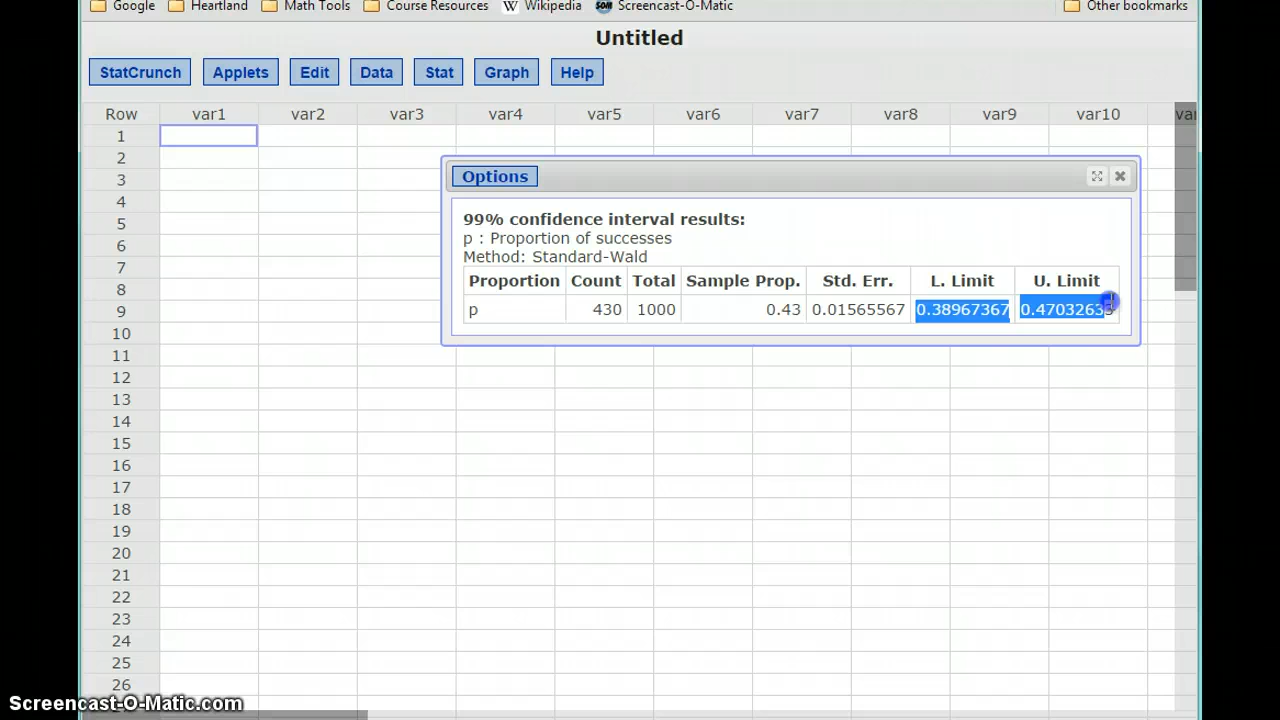 Google Heartland Math Tools Course Resources W Wikipedia SOM Screencast-O-Matic Other bookmarks
Untitled
StatCrunch Applets Edit Data Stat Graph Help
Row var1 var2 var3 var4 var5 var6 var7 var8 var9 var10 var
1
2
3
4
5
6
7
8
9
10
11
12
13
14
15
16
17
18
19
20
21
22
23
24
25
26
Options
99% confidence interval results:
p : Proportion of successes
Method: Standard-Wald
Proportion Count Total Sample Prop. Std. Err. L. Limit U. Limit
p 430 1000 0.43 0.01565567 0.38967367 0.47032633
Screencast-O-Matic.com